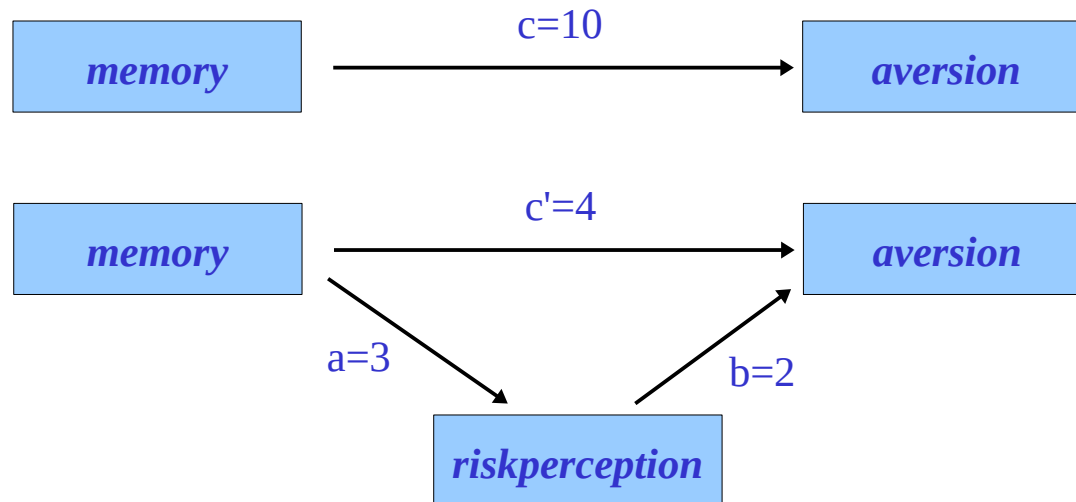 c=10
memory
aversion
c'=4
memory
aversion
a=3
b=2
riskperception